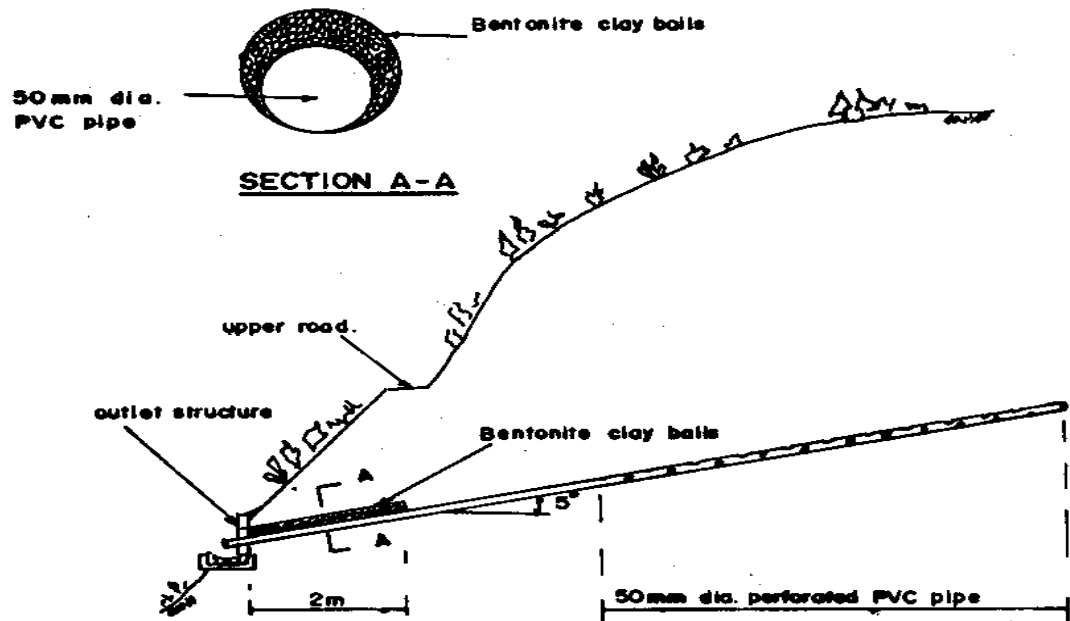 Bentonite clay balls
50mm dia.
PVC pipe
SECTION A-A
upper road.
outlet structure
Bentonite clay balls
A
5°
A
2m
50mm dia. perforated PVC pipe